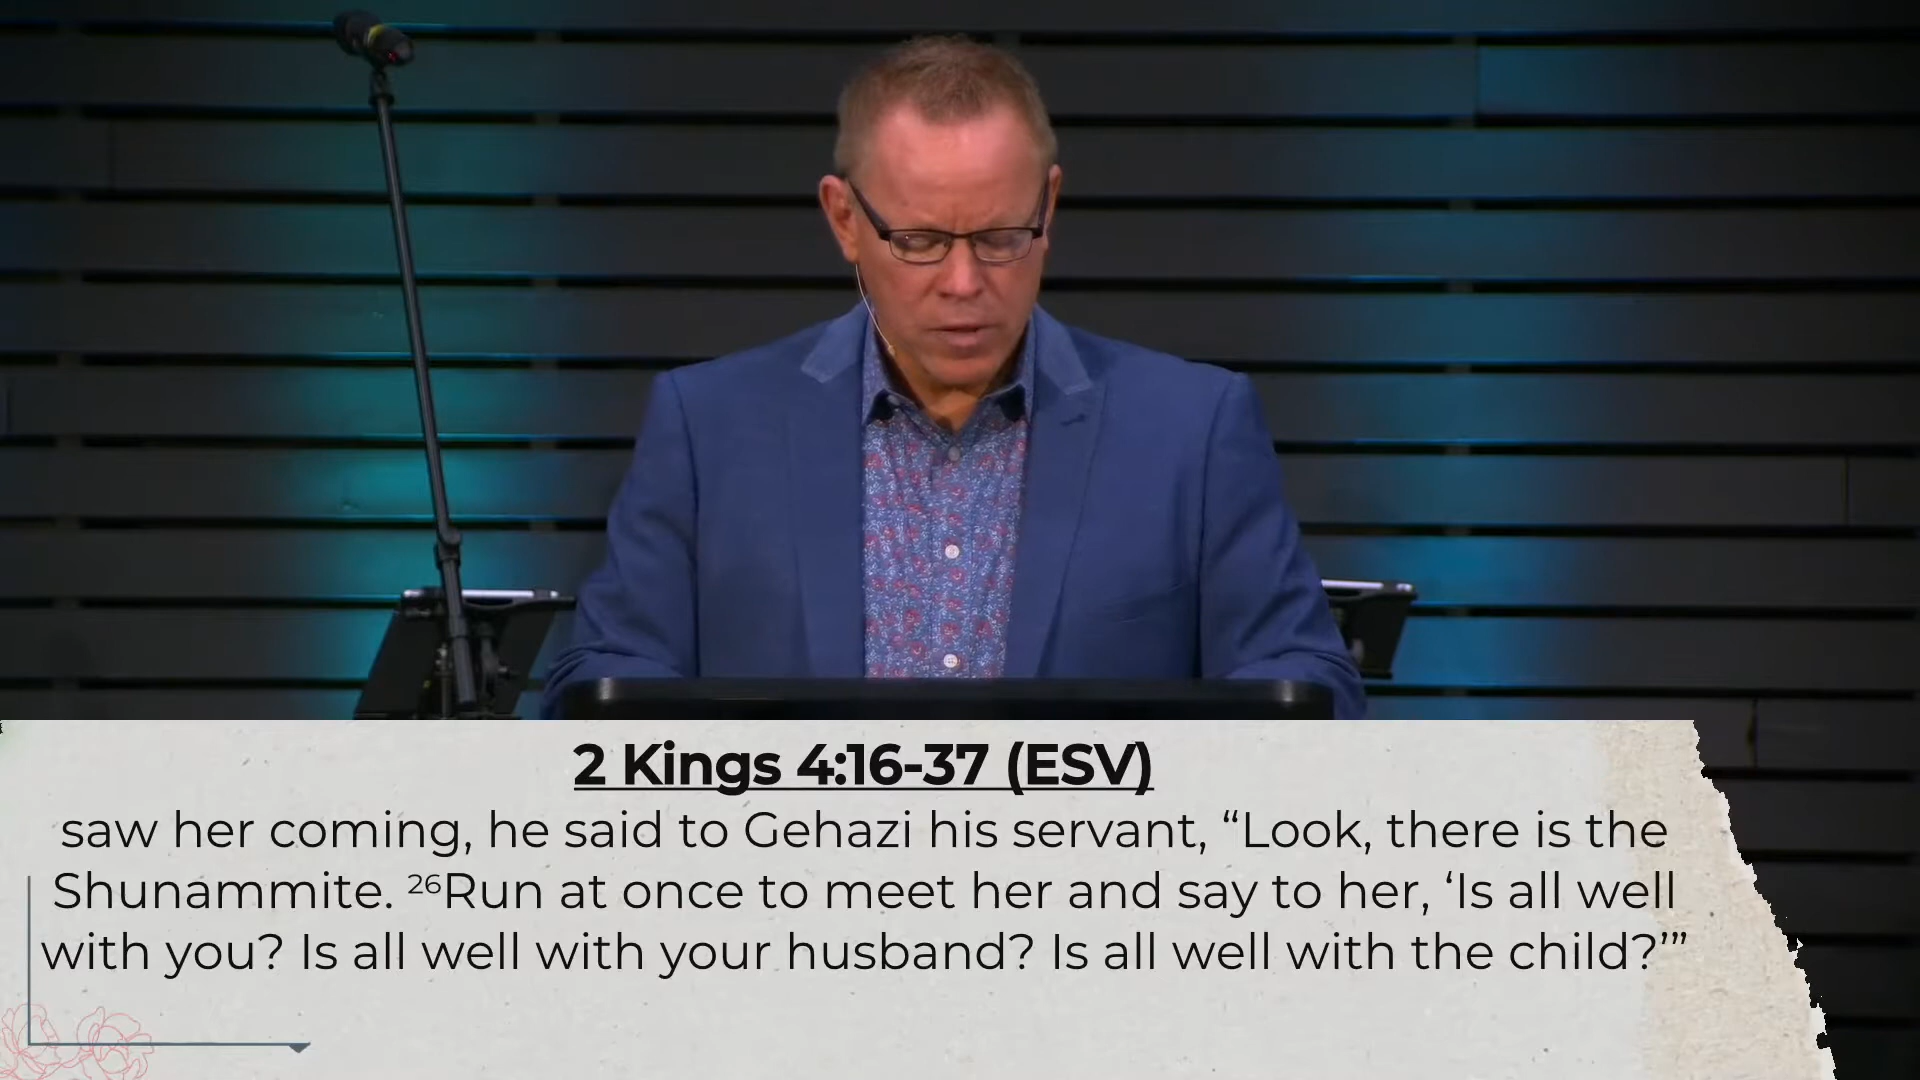 2 Kings 4:16-37 (ESV)
saw her coming, he said to Gehazi his servant, “Look, there is the
Shunammite. ²⁶Run at once to meet her and say to her, ‘Is all well
with you? Is all well with your husband? Is all well with the child?’”